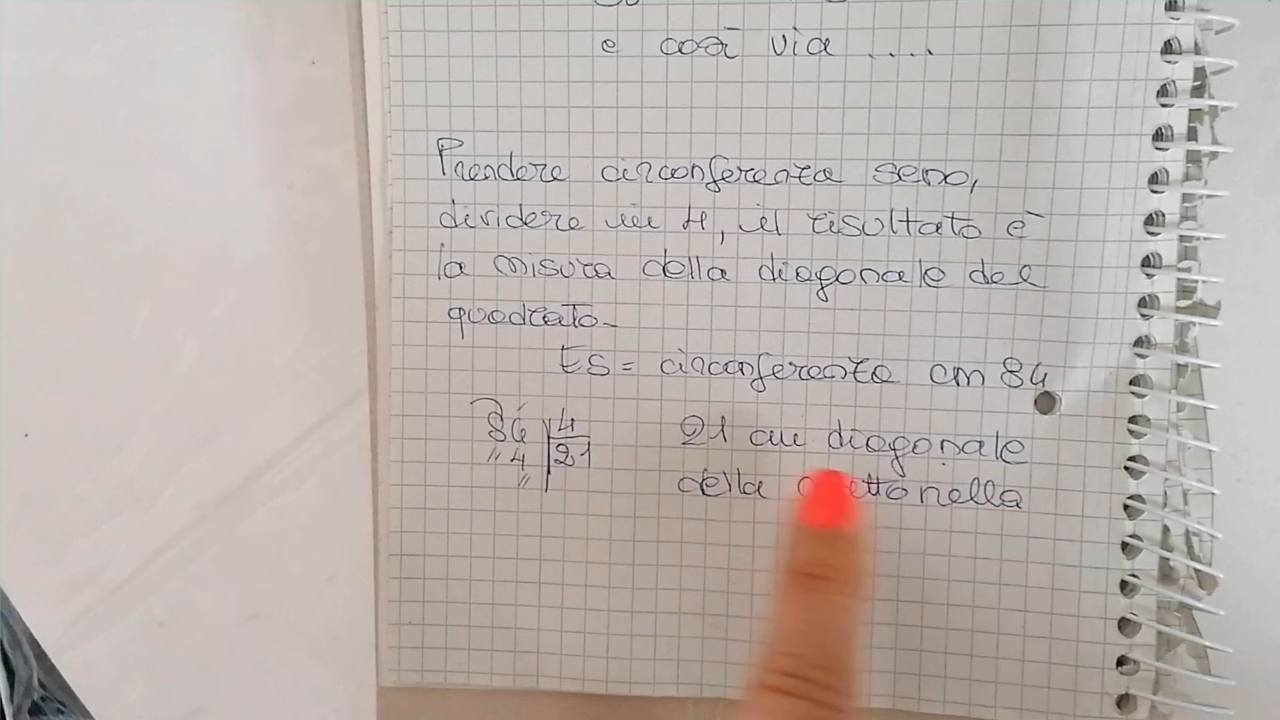 e così via ....
Prendere circonferenza seno,
dividere in 4, il risultato è
la misura della diagonale del
quadrato.
Es = circonferenza cm 84
84 4 21 cm diagonale
4 21 della